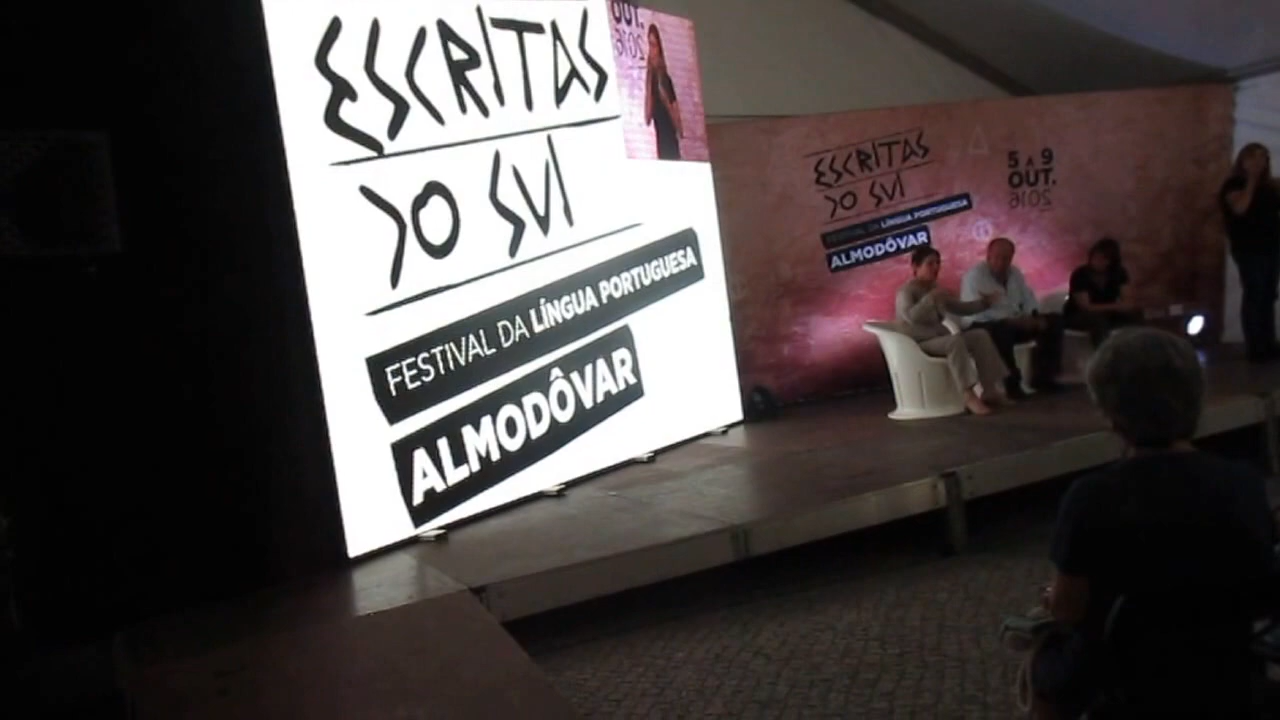 ESCRITAS
DO SUL
FESTIVAL DA LÍNGUA PORTUGUESA
ALMODÔVAR
OUT.
2016
ESCRITAS
DO SUL
FESTIVAL DA LÍNGUA PORTUGUESA
ALMODÔVAR
5 A 9
OUT.
2016